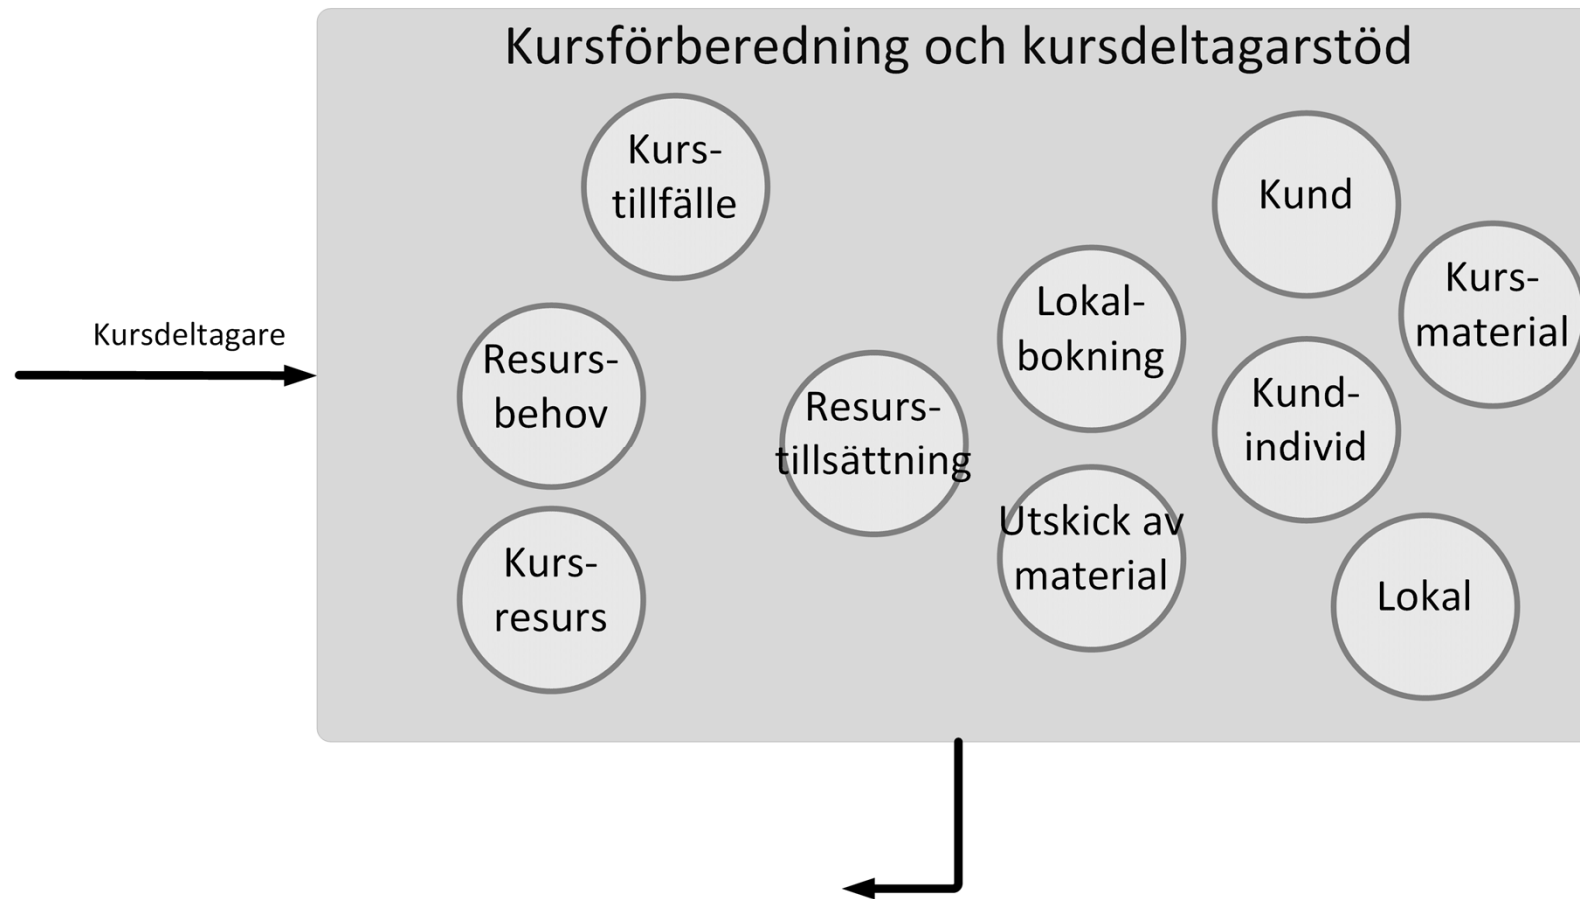 Kursförberedning och kursdeltagarstöd
Kurs-
tillfälle
Kund
Kurs-
material
Lokal-
bokning
Kursdeltagare
Resurs-
behov
Resurs-
tillsättning
Kund-
individ
Utskick av
material
Kurs-
resurs
Lokal